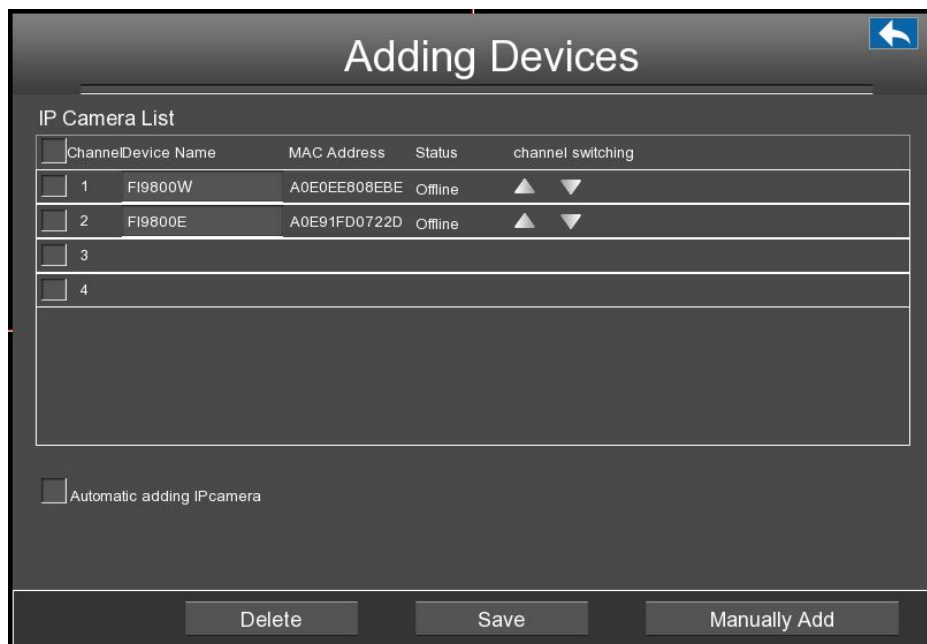 Adding Devices
IP Camera List
Channel Device Name MAC Address Status channel switching
1 FI9800W A0E0EE808EBE Offline
2 FI9800E A0E91FD0722D Offline
3
4
Automatic adding IPcamera
Delete Save Manually Add